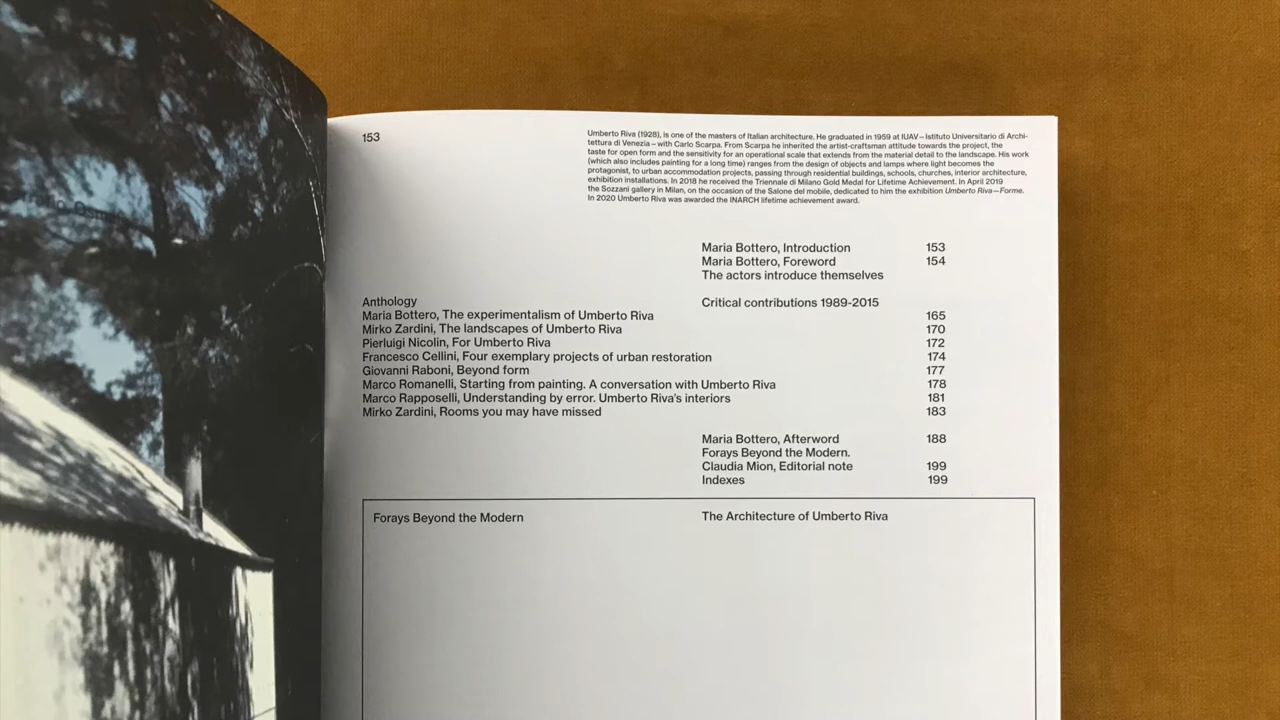 153
Umberto Riva (1928), is one of the masters of Italian architecture. He graduated in 1959 at IUAV – Istituto Universitario di Archi-
tettura di Venezia – with Carlo Scarpa. From Scarpa he inherited the artist-craftsman attitude towards the project, the
taste for open form and the sensitivity for an operational scale that extends from the material detail to the landscape. His work
(which also includes painting for a long time) ranges from the design of objects and lamps where light becomes the
protagonist, to urban accommodation projects, passing through residential buildings, schools, churches, interior architecture,
exhibition installations. In 2018 he received the Triennale di Milano Gold Medal for Lifetime Achievement. In April 2019
the Sozzani gallery in Milan, on the occasion of the Salone del mobile, dedicated to him the exhibition Umberto Riva – Forme.
In 2020 Umberto Riva was awarded the INARCH lifetime achievement award.
Maria Bottero, Introduction 153
Maria Bottero, Foreword 154
The actors introduce themselves
Anthology Critical contributions 1989-2015
Maria Bottero, The experimentalism of Umberto Riva 165
Mirko Zardini, The landscapes of Umberto Riva 170
Pierluigi Nicolin, For Umberto Riva 172
Francesco Cellini, Four exemplary projects of urban restoration 174
Giovanni Raboni, Beyond form 177
Marco Romanelli, Starting from painting. A conversation with Umberto Riva 178
Marco Rapposelli, Understanding by error. Umberto Riva's interiors 181
Mirko Zardini, Rooms you may have missed 183
Maria Bottero, Afterword 188
Forays Beyond the Modern.
Claudia Mion, Editorial note 199
Indexes 199
Forays Beyond the Modern The Architecture of Umberto Riva